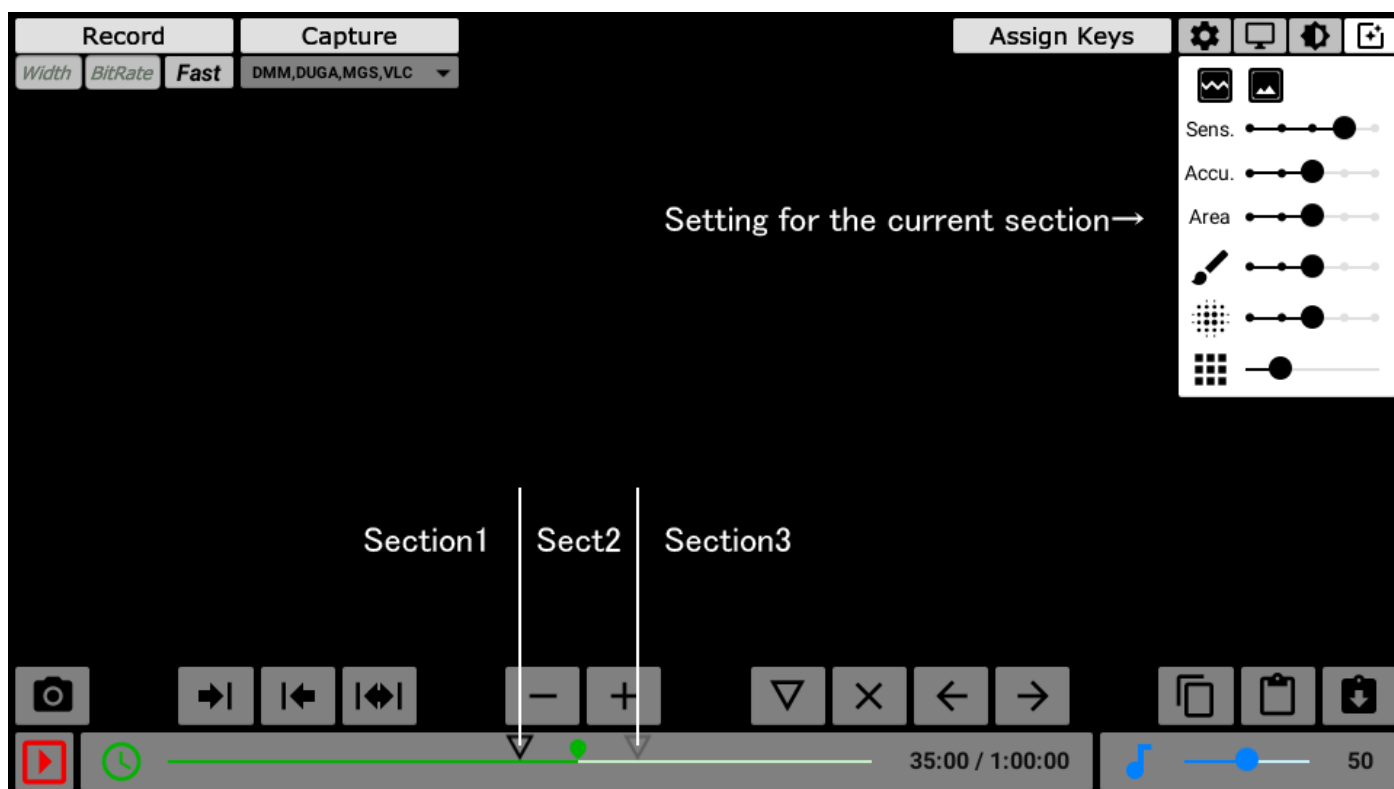 Record
Capture
Assign Keys
Width
BitRate
Fast
DMM,DUGA,MGS,VLC
Sens.
Accu.
Setting for the current section→
Area
Section1
Sect2
Section3
35:00 / 1:00:00
50